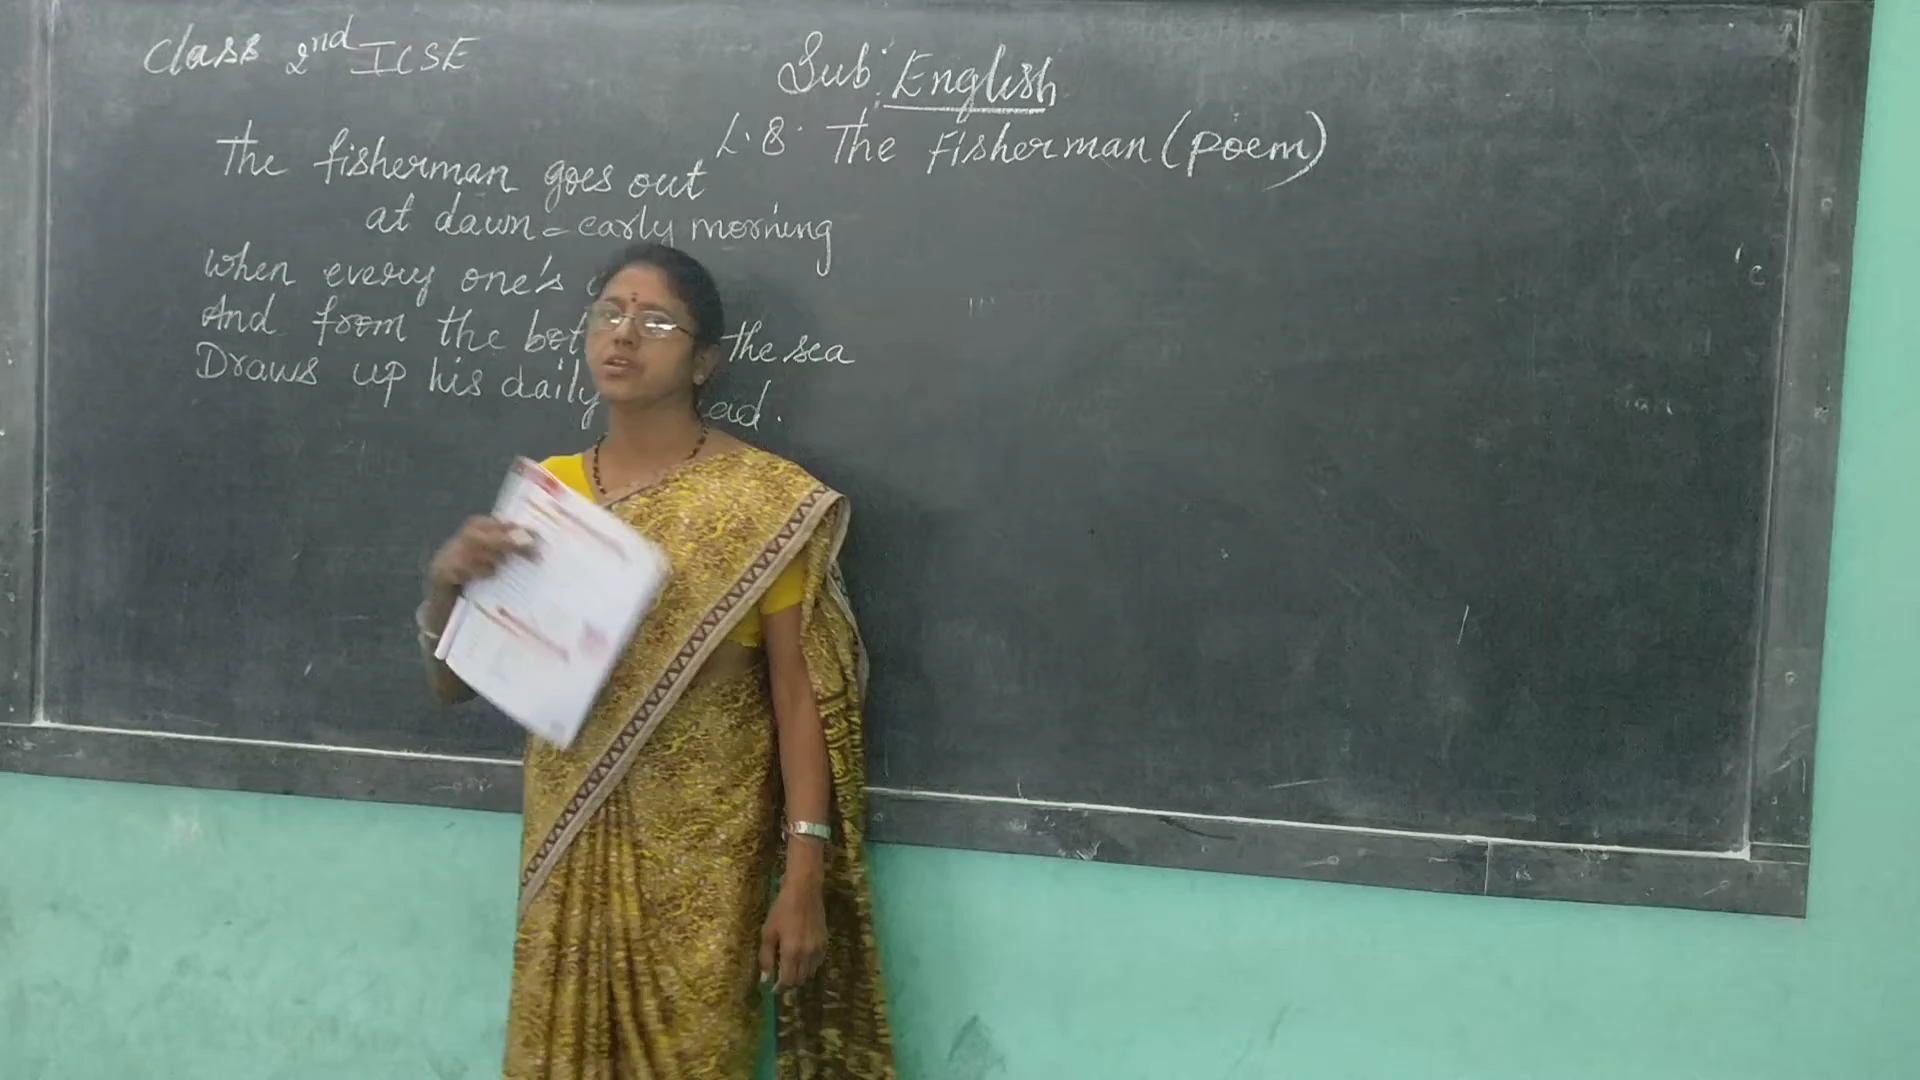 Class 2nd ICSE
Sub: English
L.8. The Fisherman (poem)
The fisherman goes out
at dawn = early morning
When every one's
And from the the sea
Draws up his daily